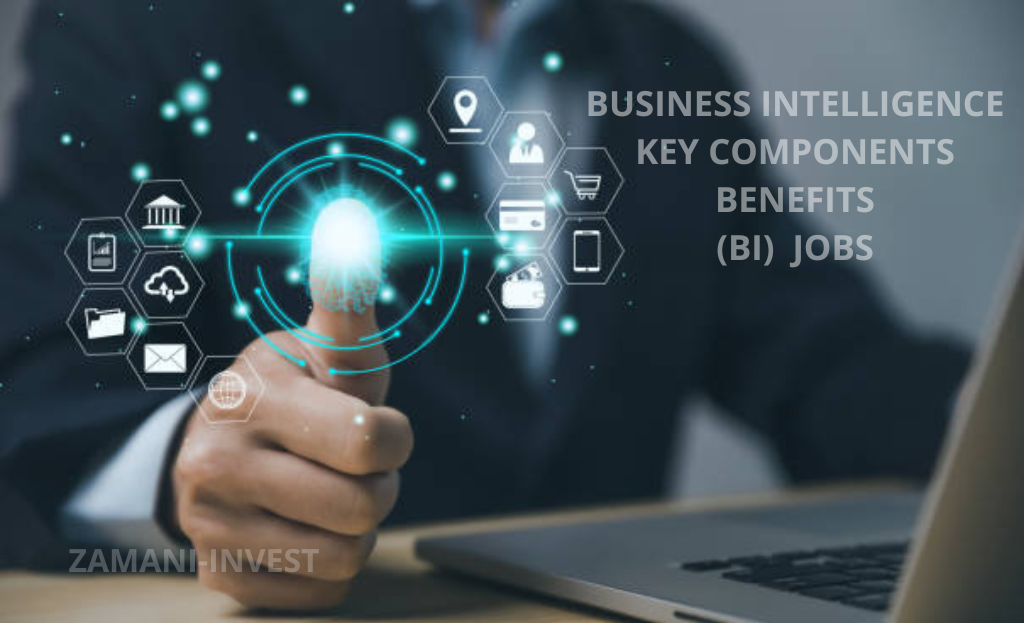 BUSINESS INTELLIGENCE
KEY COMPONENTS
BENEFITS
(BI) JOBS
ZAMANI-INVEST